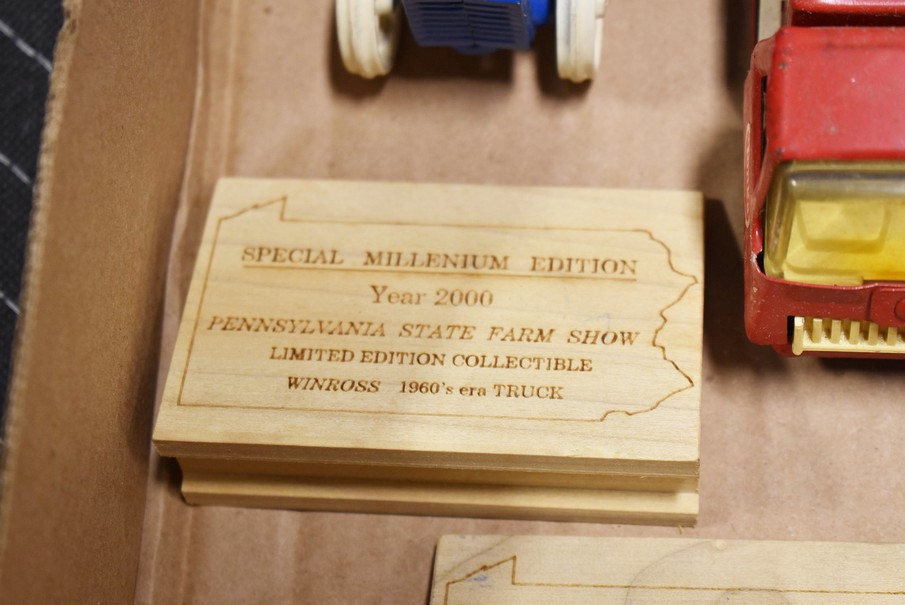 SPECIAL MILLENIUM EDITION
Year 2000
PENNSYLVANIA STATE FARM SHOW
LIMITED EDITION COLLECTIBLE
WINROSS 1960's era TRUCK